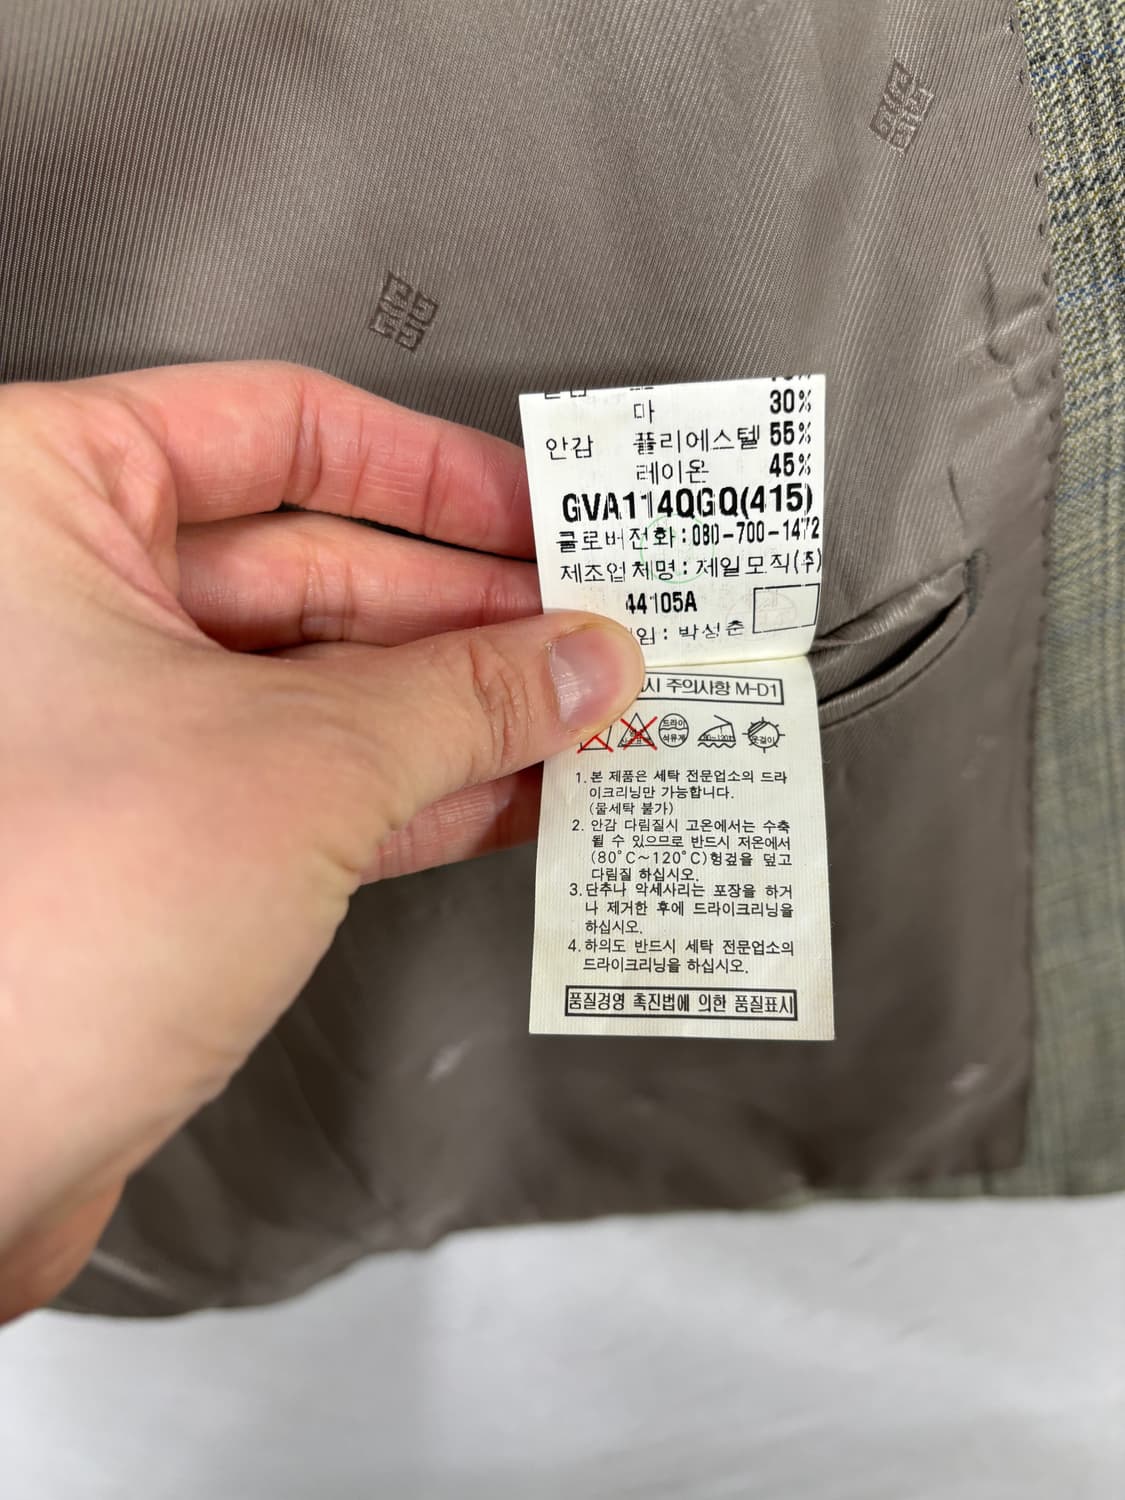 마 30%
안감 폴리에스텔 55%
레이온 45%
GVA114QGQ(415)
클로버전화:080-700-1472
제조업체명: 제일모직(주)
44105A
임: 박성춘
시 주의사항 M-D1
드라이
석유계
80~120℃
옷걸이
1. 본 제품은 세탁 전문업소의 드라
이크리닝만 가능합니다.
(물세탁 불가)
2. 안감 다림질시 고온에서는 수축
될 수 있으므로 반드시 저온에서
(80°C~120°C)헝겊을 덮고
다림질 하십시오.
3. 단추나 악세사리는 포장을 하거
나 제거한 후에 드라이크리닝을
하십시오.
4. 하의도 반드시 세탁 전문업소의
드라이크리닝을 하십시오.
품질경영 촉진법에 의한 품질표시